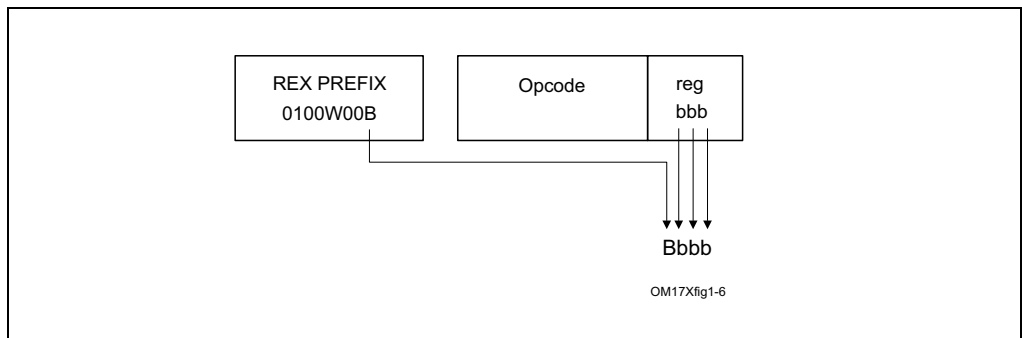 REX PREFIX
0100W00B
Opcode
reg
bbb
Bbbb
OM17Xfig1-6